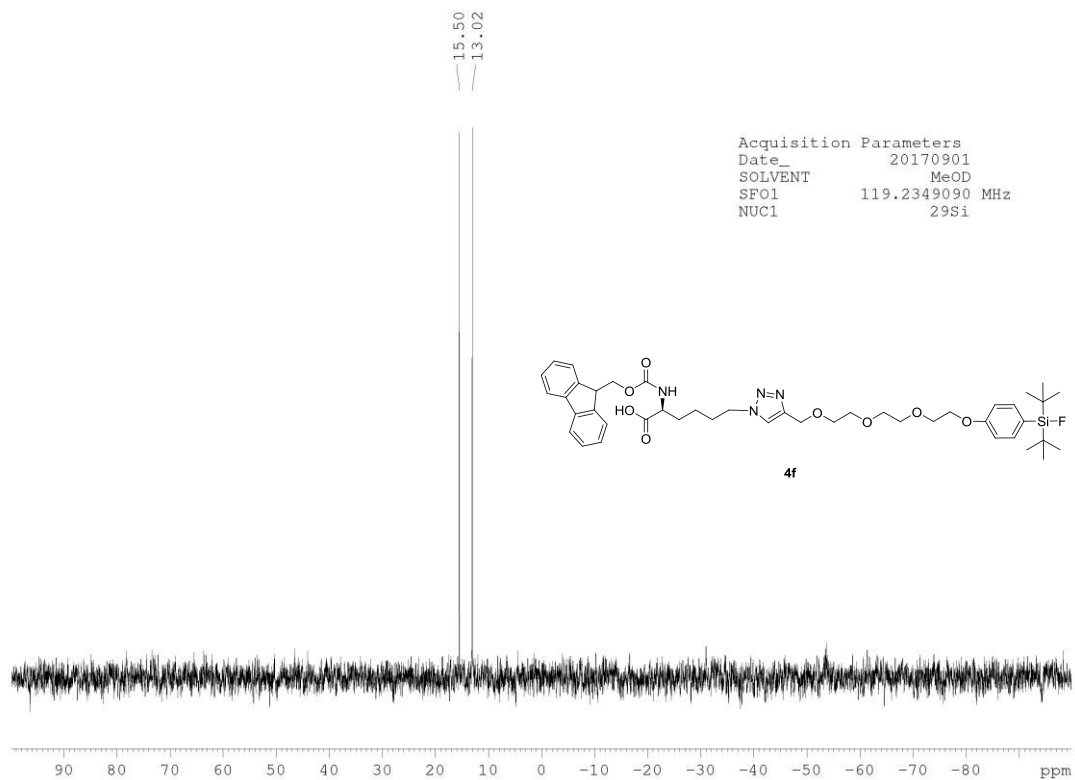 15.50
13.02
Acquisition Parameters
Date_ 20170901
SOLVENT MeOD
SFO1 119.2349090 MHz
NUC1 29Si
O
O NH
HO
O
N=N
N
O
O
O
O
Si-F
4f
90 80 70 60 50 40 30 20 10 0 -10 -20 -30 -40 -50 -60 -70 -80 ppm